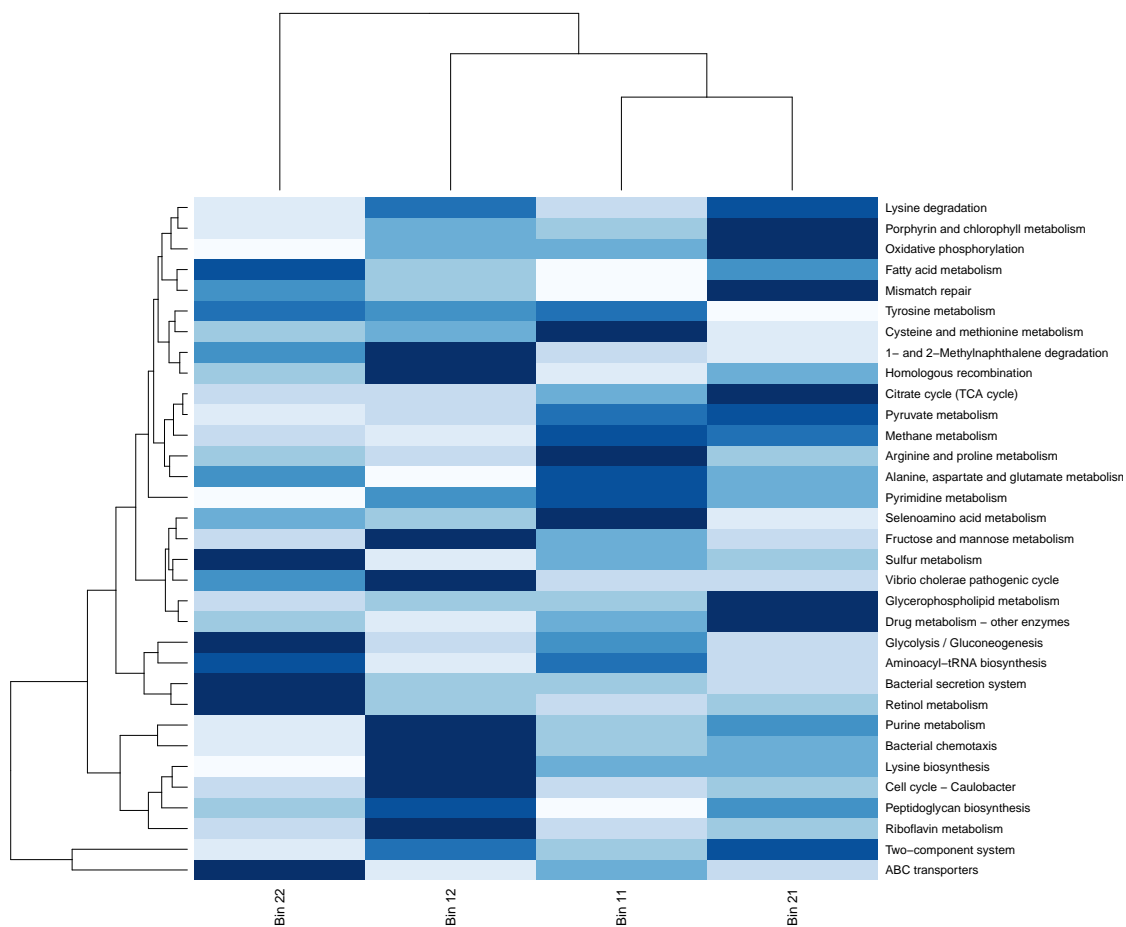 Lysine degradation
Porphyrin and chlorophyll metabolism
Oxidative phosphorylation
Fatty acid metabolism
Mismatch repair
Tyrosine metabolism
Cysteine and methionine metabolism
1− and 2−Methylnaphthalene degradation
Homologous recombination
Citrate cycle (TCA cycle)
Pyruvate metabolism
Methane metabolism
Arginine and proline metabolism
Alanine, aspartate and glutamate metabolism
Pyrimidine metabolism
Selenoamino acid metabolism
Fructose and mannose metabolism
Sulfur metabolism
Vibrio cholerae pathogenic cycle
Glycerophospholipid metabolism
Drug metabolism − other enzymes
Glycolysis / Gluconeogenesis
Aminoacyl−tRNA biosynthesis
Bacterial secretion system
Retinol metabolism
Purine metabolism
Bacterial chemotaxis
Lysine biosynthesis
Cell cycle − Caulobacter
Peptidoglycan biosynthesis
Riboflavin metabolism
Two−component system
ABC transporters
Bin 22
Bin 12
Bin 11
Bin 21